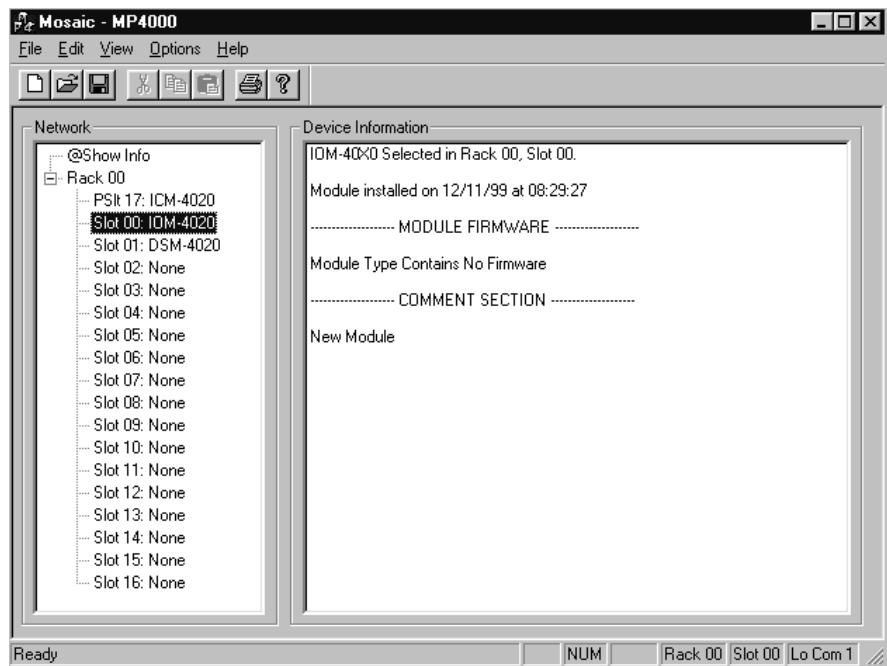 Mosaic - MP4000
File Edit View Options Help
Network
@Show Info
Rack 00
PSlt 17: ICM-4020
Slot 00: IOM-4020
Slot 01: DSM-4020
Slot 02: None
Slot 03: None
Slot 04: None
Slot 05: None
Slot 06: None
Slot 07: None
Slot 08: None
Slot 09: None
Slot 10: None
Slot 11: None
Slot 12: None
Slot 13: None
Slot 14: None
Slot 15: None
Slot 16: None
Device Information
IOM-40X0 Selected in Rack 00, Slot 00.
Module installed on 12/11/99 at 08:29:27
-------------------- MODULE FIRMWARE --------------------
Module Type Contains No Firmware
-------------------- COMMENT SECTION --------------------
New Module
Ready NUM Rack 00 Slot 00 Lo Com 1